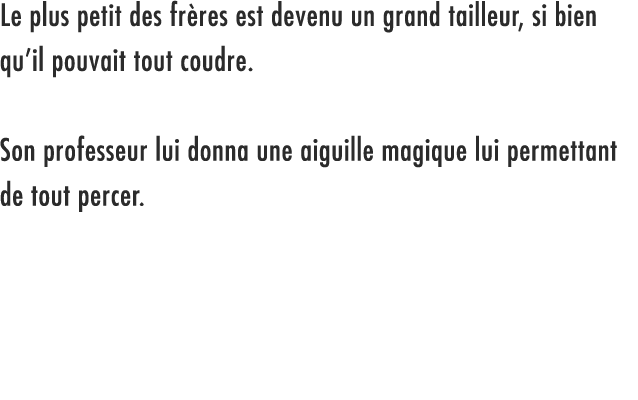 Le plus petit des frères est devenu un grand tailleur, si bien
qu’il pouvait tout coudre.
Son professeur lui donna une aiguille magique lui permettant
de tout percer.